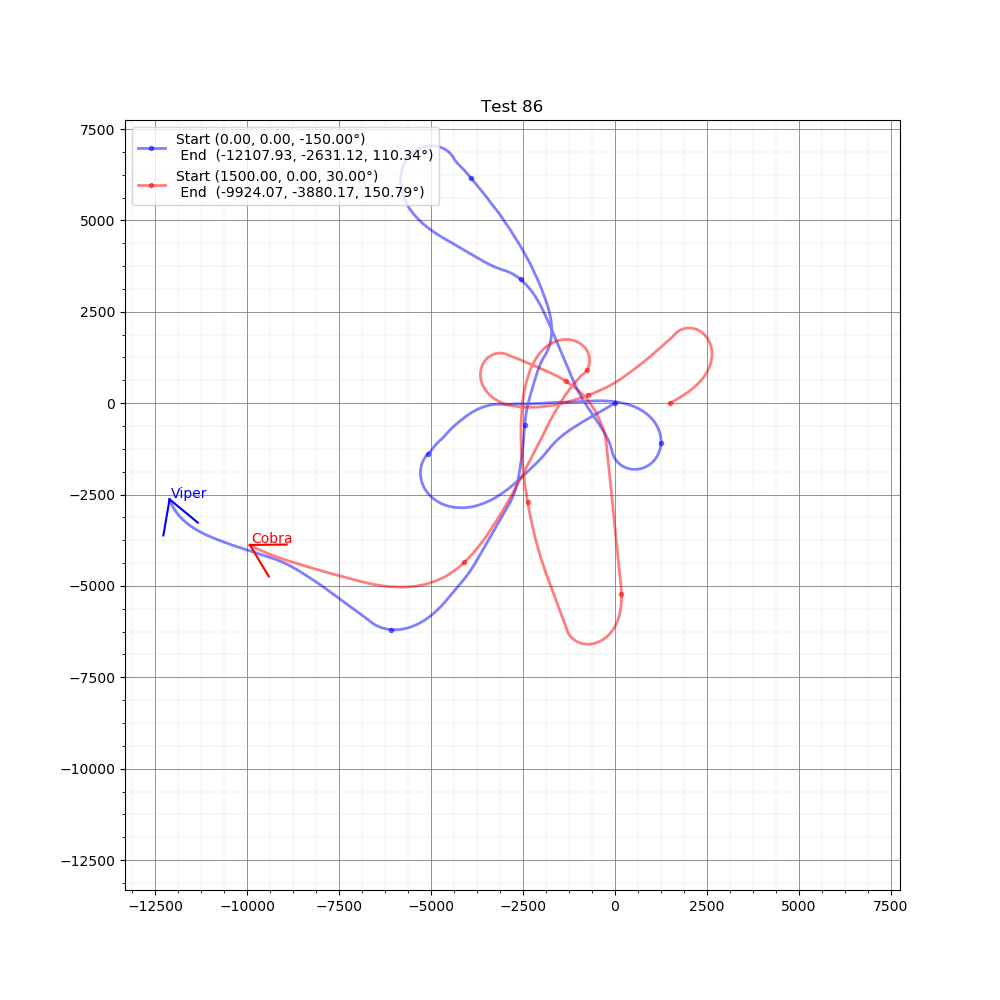 Test 86
Start (0.00, 0.00, -150.00°)
End (-12107.93, -2631.12, 110.34°)
Start (1500.00, 0.00, 30.00°)
End (-9924.07, -3880.17, 150.79°)
7500
5000
2500
0
−2500
−5000
−7500
−10000
−12500
Viper
Cobra
−12500 −10000 −7500 −5000 −2500 0 2500 5000 7500